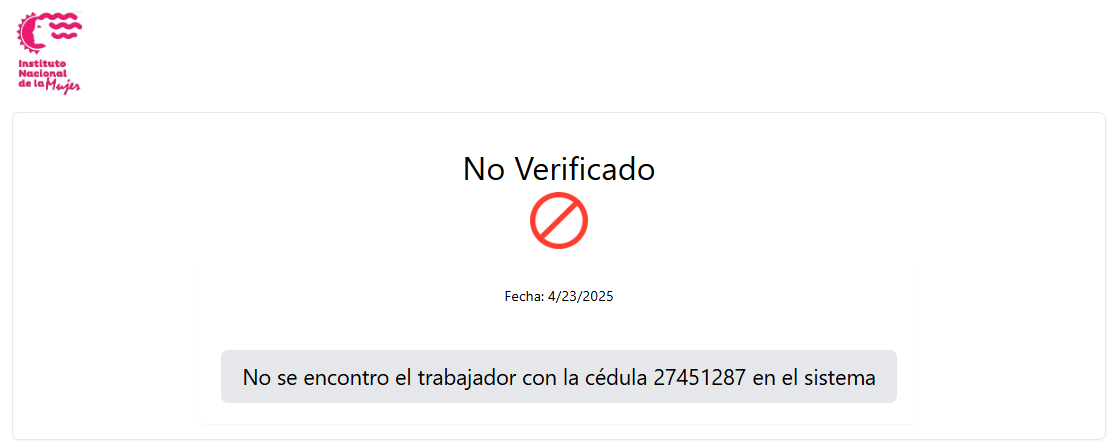 Instituto
Nacional
de la Mujer
No Verificado
Fecha: 4/23/2025
No se encontro el trabajador con la cédula 27451287 en el sistema